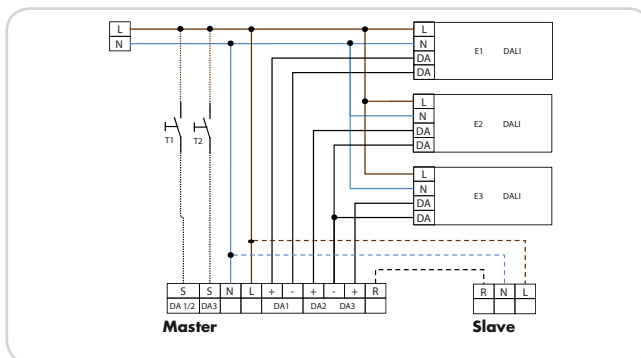 L
N
L
N
DA
DA
E1 DALI
L
N
DA
DA
E2 DALI
L
N
DA
DA
E3 DALI
T1
T2
S S N L + - + - + R
DA 1/2 DA3 DA1 DA2 DA3
Master
R N L
Slave